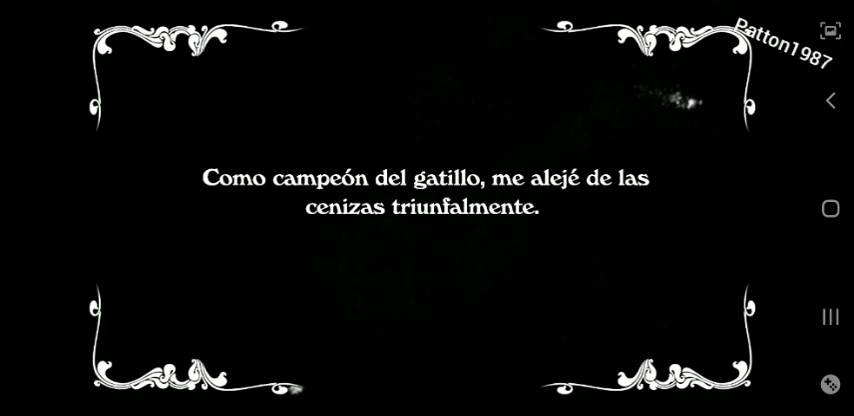 Patton1987
Como campeón del gatillo, me alejé de las
cenizas triunfalmente.